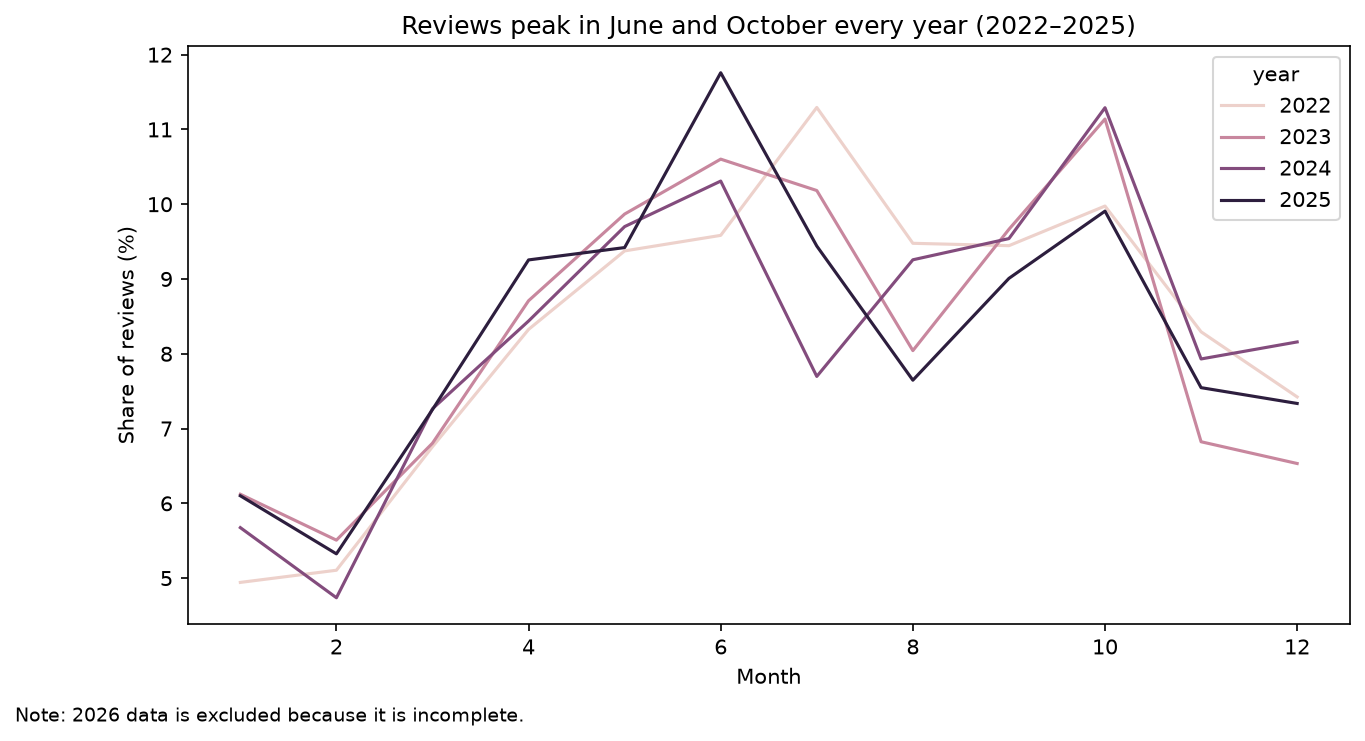 Reviews peak in June and October every year (2022–2025)
12
11
10
9
8
7
6
5
Share of reviews (%)
year
2022
2023
2024
2025
2 4 6 8 10 12
Month
Note: 2026 data is excluded because it is incomplete.